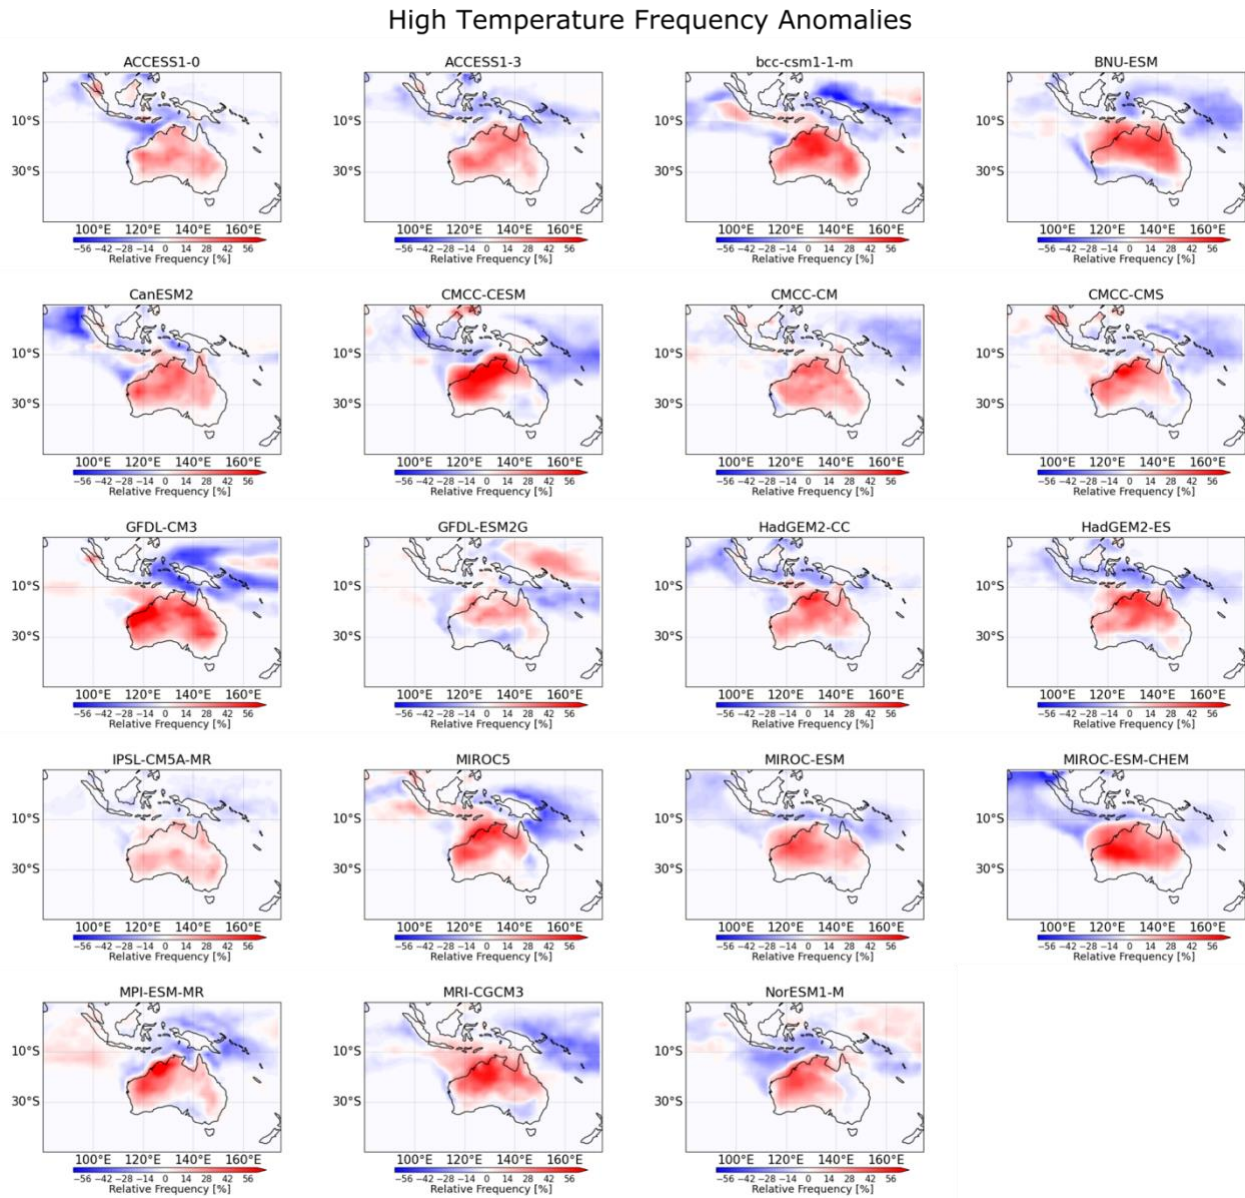 High Temperature Frequency Anomalies
ACCESS1-0 ACCESS1-3 bcc-csm1-1-m BNU-ESM
10°S 10°S 10°S 10°S
30°S 30°S 30°S 30°S
100°E 120°E 140°E 160°E 100°E 120°E 140°E 160°E 100°E 120°E 140°E 160°E 100°E 120°E 140°E 160°E
−56 −42 −28 −14 0 14 28 42 56 −56 −42 −28 −14 0 14 28 42 56 −56 −42 −28 −14 0 14 28 42 56 −56 −42 −28 −14 0 14 28 42 56
Relative Frequency [%] Relative Frequency [%] Relative Frequency [%] Relative Frequency [%]
CanESM2 CMCC-CESM CMCC-CM CMCC-CMS
10°S 10°S 10°S 10°S
30°S 30°S 30°S 30°S
100°E 120°E 140°E 160°E 100°E 120°E 140°E 160°E 100°E 120°E 140°E 160°E 100°E 120°E 140°E 160°E
−56 −42 −28 −14 0 14 28 42 56 −56 −42 −28 −14 0 14 28 42 56 −56 −42 −28 −14 0 14 28 42 56 −56 −42 −28 −14 0 14 28 42 56
Relative Frequency [%] Relative Frequency [%] Relative Frequency [%] Relative Frequency [%]
GFDL-CM3 GFDL-ESM2G HadGEM2-CC HadGEM2-ES
10°S 10°S 10°S 10°S
30°S 30°S 30°S 30°S
100°E 120°E 140°E 160°E 100°E 120°E 140°E 160°E 100°E 120°E 140°E 160°E 100°E 120°E 140°E 160°E
−56 −42 −28 −14 0 14 28 42 56 −56 −42 −28 −14 0 14 28 42 56 −56 −42 −28 −14 0 14 28 42 56 −56 −42 −28 −14 0 14 28 42 56
Relative Frequency [%] Relative Frequency [%] Relative Frequency [%] Relative Frequency [%]
IPSL-CM5A-MR MIROC5 MIROC-ESM MIROC-ESM-CHEM
10°S 10°S 10°S 10°S
30°S 30°S 30°S 30°S
100°E 120°E 140°E 160°E 100°E 120°E 140°E 160°E 100°E 120°E 140°E 160°E 100°E 120°E 140°E 160°E
−56 −42 −28 −14 0 14 28 42 56 −56 −42 −28 −14 0 14 28 42 56 −56 −42 −28 −14 0 14 28 42 56 −56 −42 −28 −14 0 14 28 42 56
Relative Frequency [%] Relative Frequency [%] Relative Frequency [%] Relative Frequency [%]
MPI-ESM-MR MRI-CGCM3 NorESM1-M
10°S 10°S 10°S
30°S 30°S 30°S
100°E 120°E 140°E 160°E 100°E 120°E 140°E 160°E 100°E 120°E 140°E 160°E
−56 −42 −28 −14 0 14 28 42 56 −56 −42 −28 −14 0 14 28 42 56 −56 −42 −28 −14 0 14 28 42 56
Relative Frequency [%] Relative Frequency [%] Relative Frequency [%]